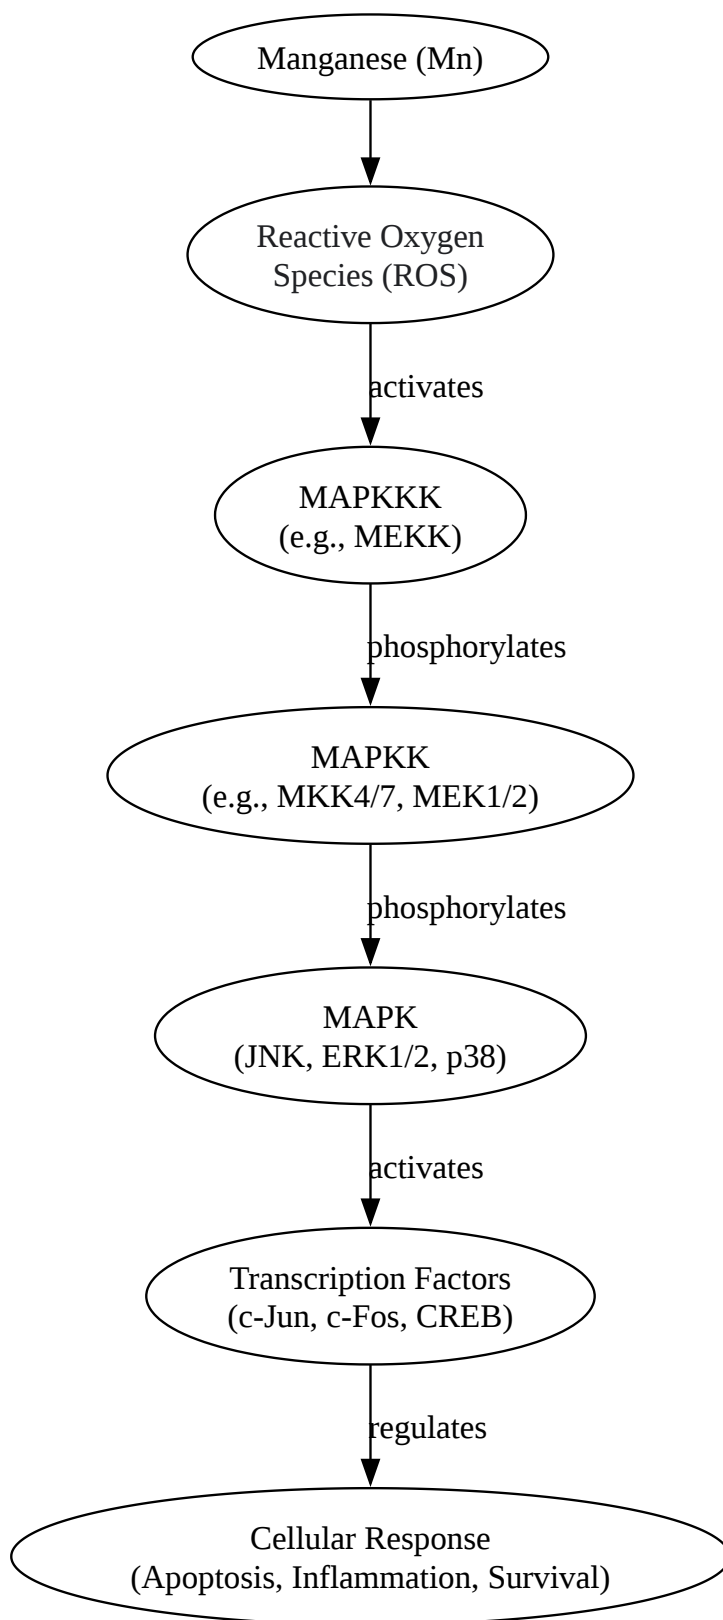 Manganese (Mn)
Reactive Oxygen
Species (ROS)
activates
MAPKKK
(e.g., MEKK)
phosphorylates
MAPKK
(e.g., MKK4/7, MEK1/2)
phosphorylates
MAPK
(JNK, ERK1/2, p38)
activates
Transcription Factors
(c-Jun, c-Fos, CREB)
regulates
Cellular Response
(Apoptosis, Inflammation, Survival)